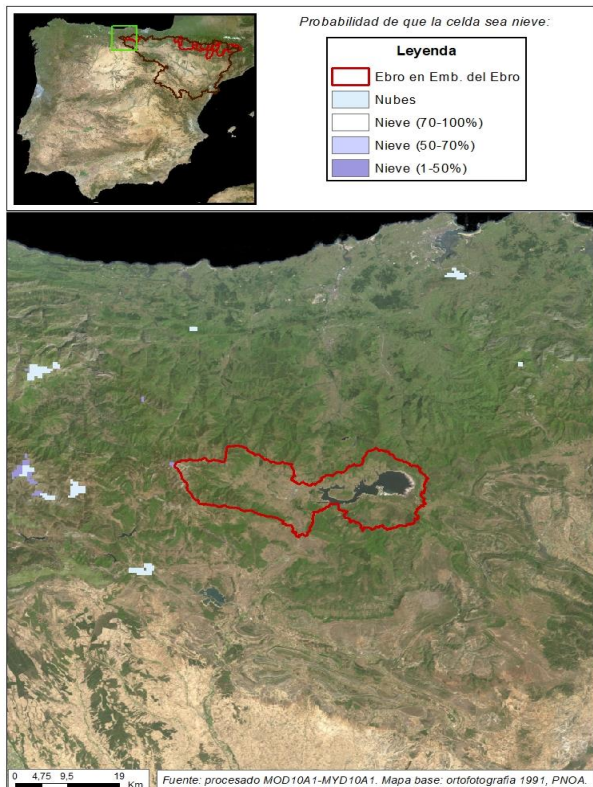 Probabilidad de que la celda sea nieve:
Leyenda
Ebro en Emb. del Ebro
Nubes
Nieve (70-100%)
Nieve (50-70%)
Nieve (1-50%)
0 4,75 9,5 19
Km
Fuente: procesado MOD10A1-MYD10A1. Mapa base: ortofotografia 1991, PNOA.